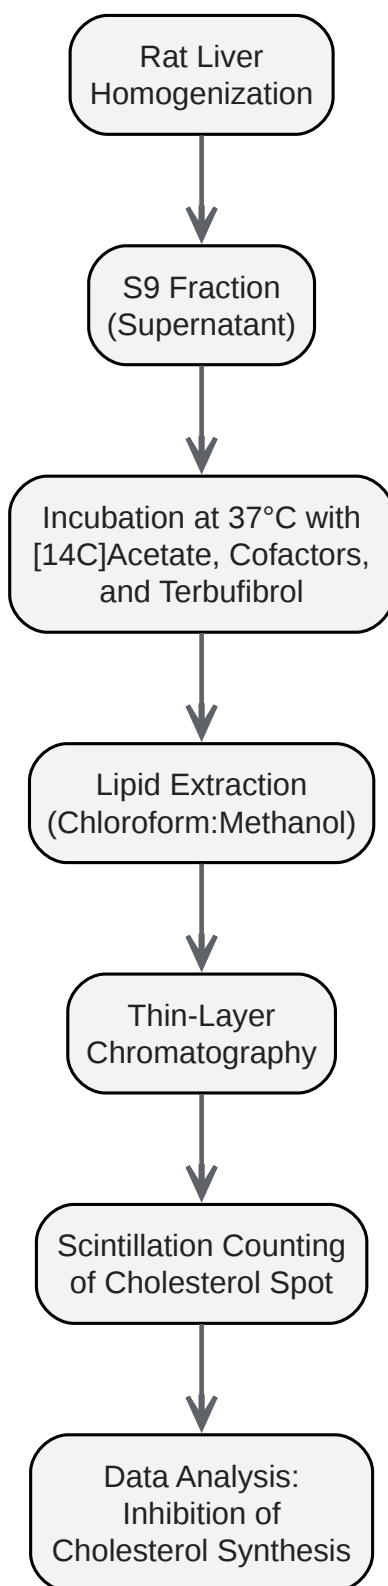 Rat Liver
Homogenization
S9 Fraction
(Supernatant)
Incubation at 37°C with
[14C]Acetate, Cofactors,
and Terbufibrol
Lipid Extraction
(Chloroform:Methanol)
Thin-Layer
Chromatography
Scintillation Counting
of Cholesterol Spot
Data Analysis:
Inhibition of
Cholesterol Synthesis